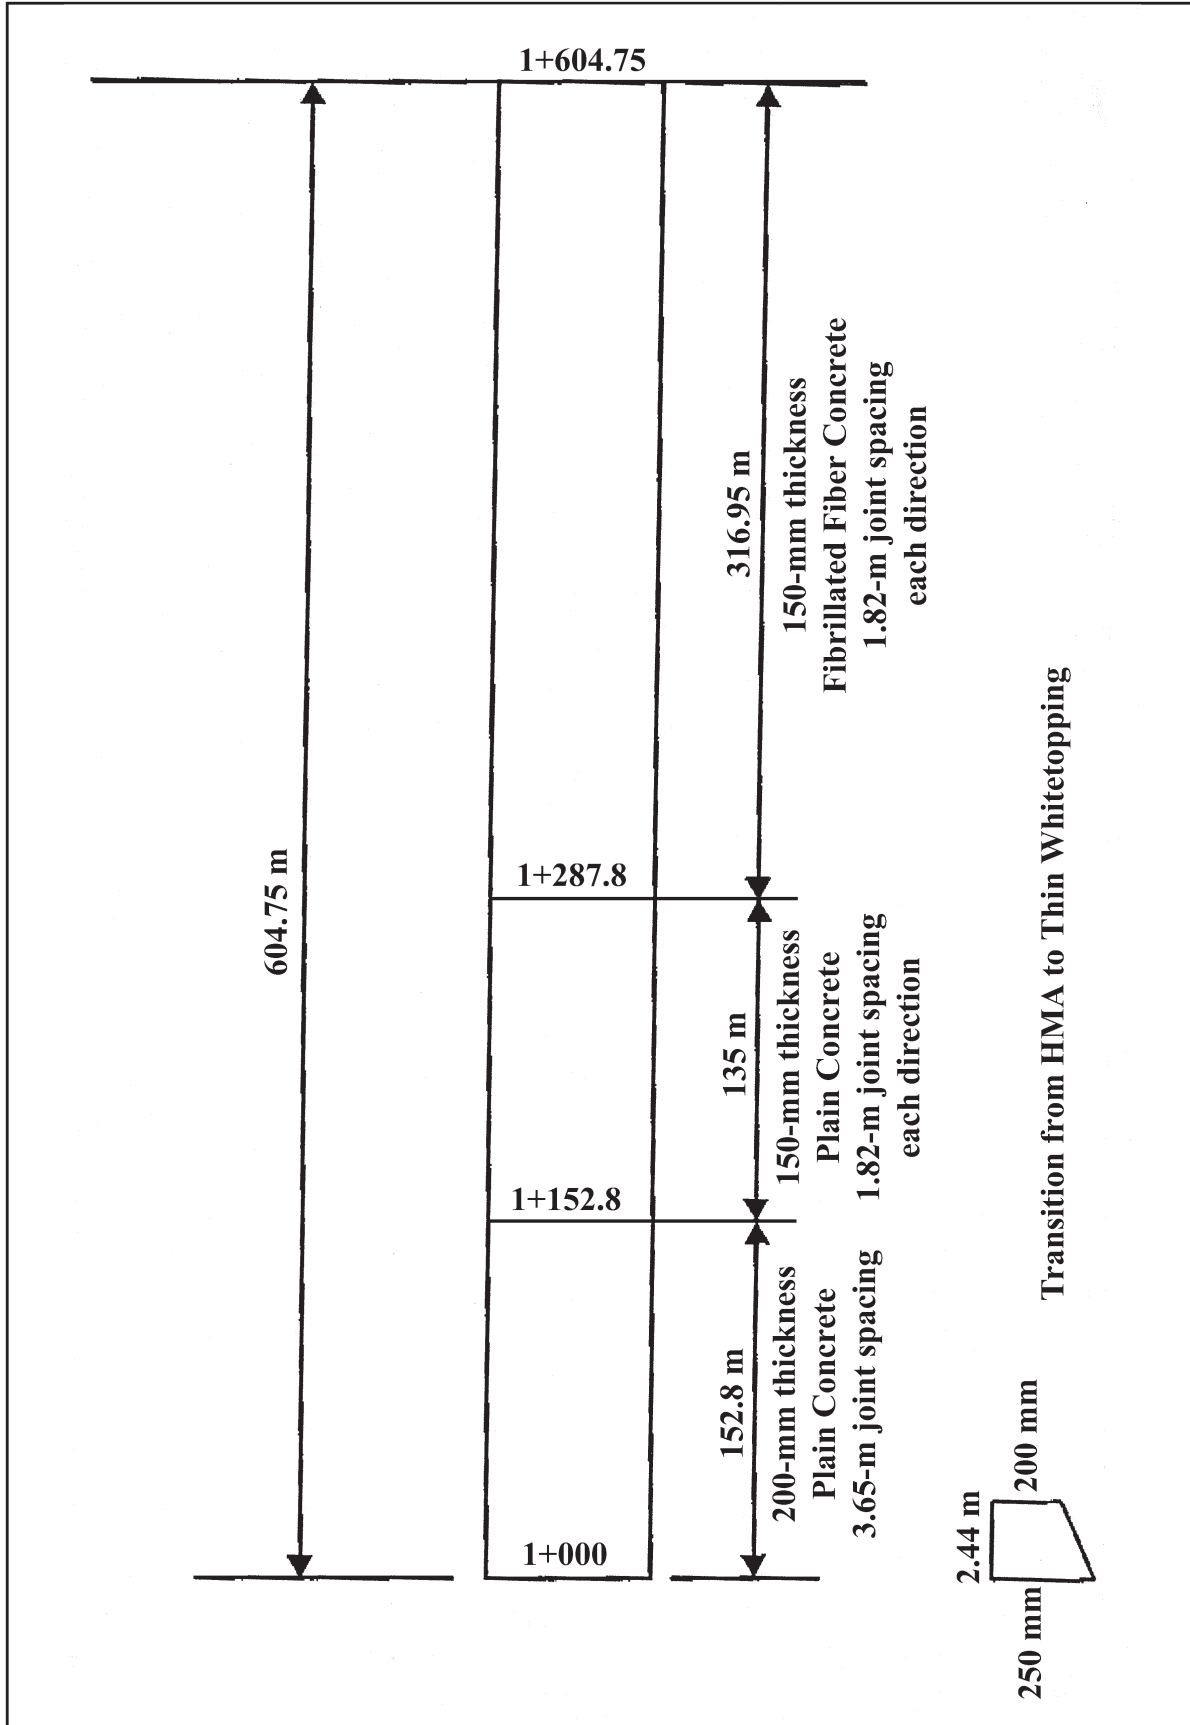 1+604.75
604.75 m
1+287.8
1+152.8
1+000
316.95 m
150-mm thickness
Fibrillated Fiber Concrete
1.82-m joint spacing
each direction
135 m
150-mm thickness
Plain Concrete
1.82-m joint spacing
each direction
152.8 m
200-mm thickness
Plain Concrete
3.65-m joint spacing
2.44 m
250 mm
200 mm
Transition from HMA to Thin Whitetopping